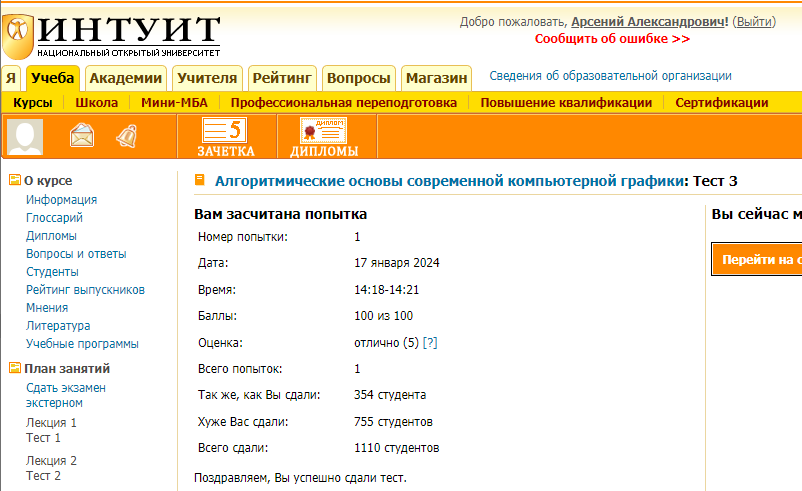 ИНТУИТ
НАЦИОНАЛЬНЫЙ ОТКРЫТЫЙ УНИВЕРСИТЕТ
Добро пожаловать, Арсений Александрович! (Выйти)
Сообщить об ошибке >>
Я Учеба Академии Учителя Рейтинг Вопросы Магазин Сведения об образовательной организации
Курсы Школа Мини-МБА Профессиональная переподготовка Повышение квалификации Сертификации
5 ДИПЛОМ
ЗАЧЕТКА ДИПЛОМЫ
О курсе
Информация
Глоссарий
Дипломы
Вопросы и ответы
Студенты
Рейтинг выпускников
Мнения
Литература
Учебные программы
План занятий
Сдать экзамен
экстерном
Лекция 1
Тест 1
Лекция 2
Тест 2
Алгоритмические основы современной компьютерной графики: Тест 3
Вам засчитана попытка
Номер попытки: 1
Дата: 17 января 2024
Время: 14:18-14:21
Баллы: 100 из 100
Оценка: отлично (5) [?]
Всего попыток: 1
Так же, как Вы сдали: 354 студента
Хуже Вас сдали: 755 студентов
Всего сдали: 1110 студентов
Поздравляем, Вы успешно сдали тест.
Вы сейчас м
Перейти на с